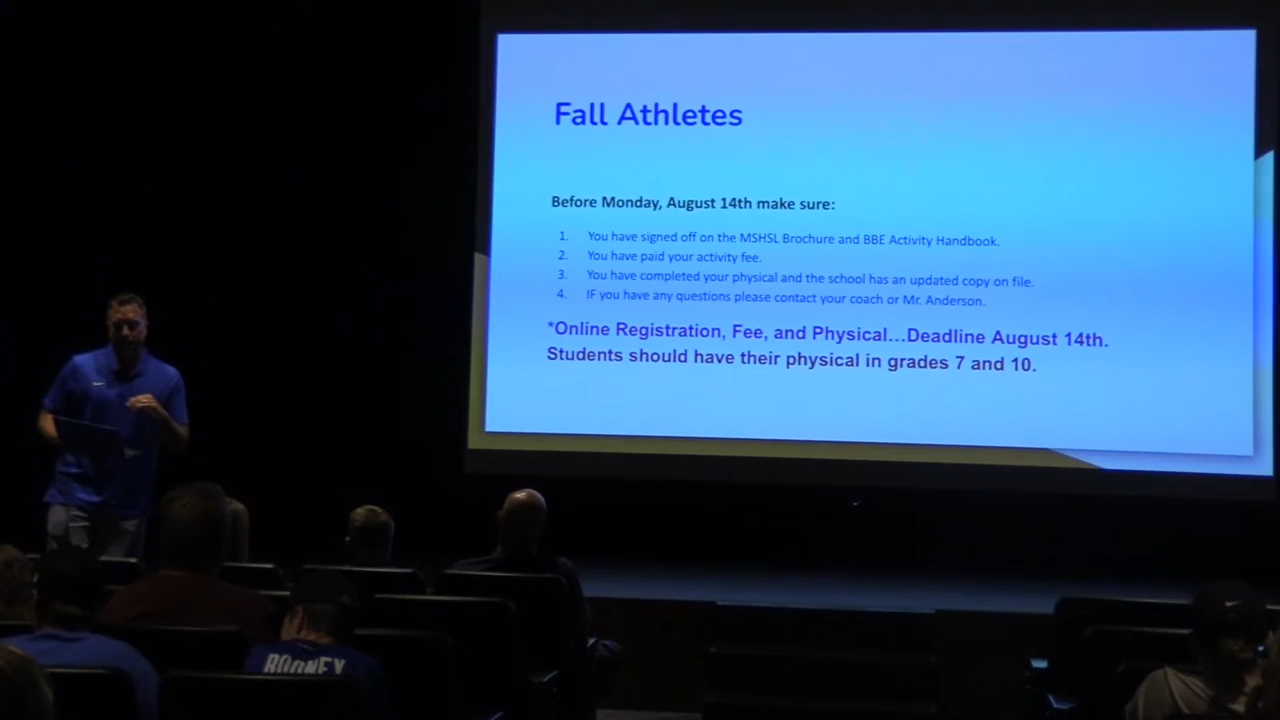 Fall Athletes
Before Monday, August 14th make sure:
1. You have signed off on the MSHSL Brochure and BBE Activity Handbook.
2. You have paid your activity fee.
3. You have completed your physical and the school has an updated copy on file.
4. IF you have any questions please contact your coach or Mr. Anderson.
*Online Registration, Fee, and Physical...Deadline August 14th.
Students should have their physical in grades 7 and 10.
ROONEY